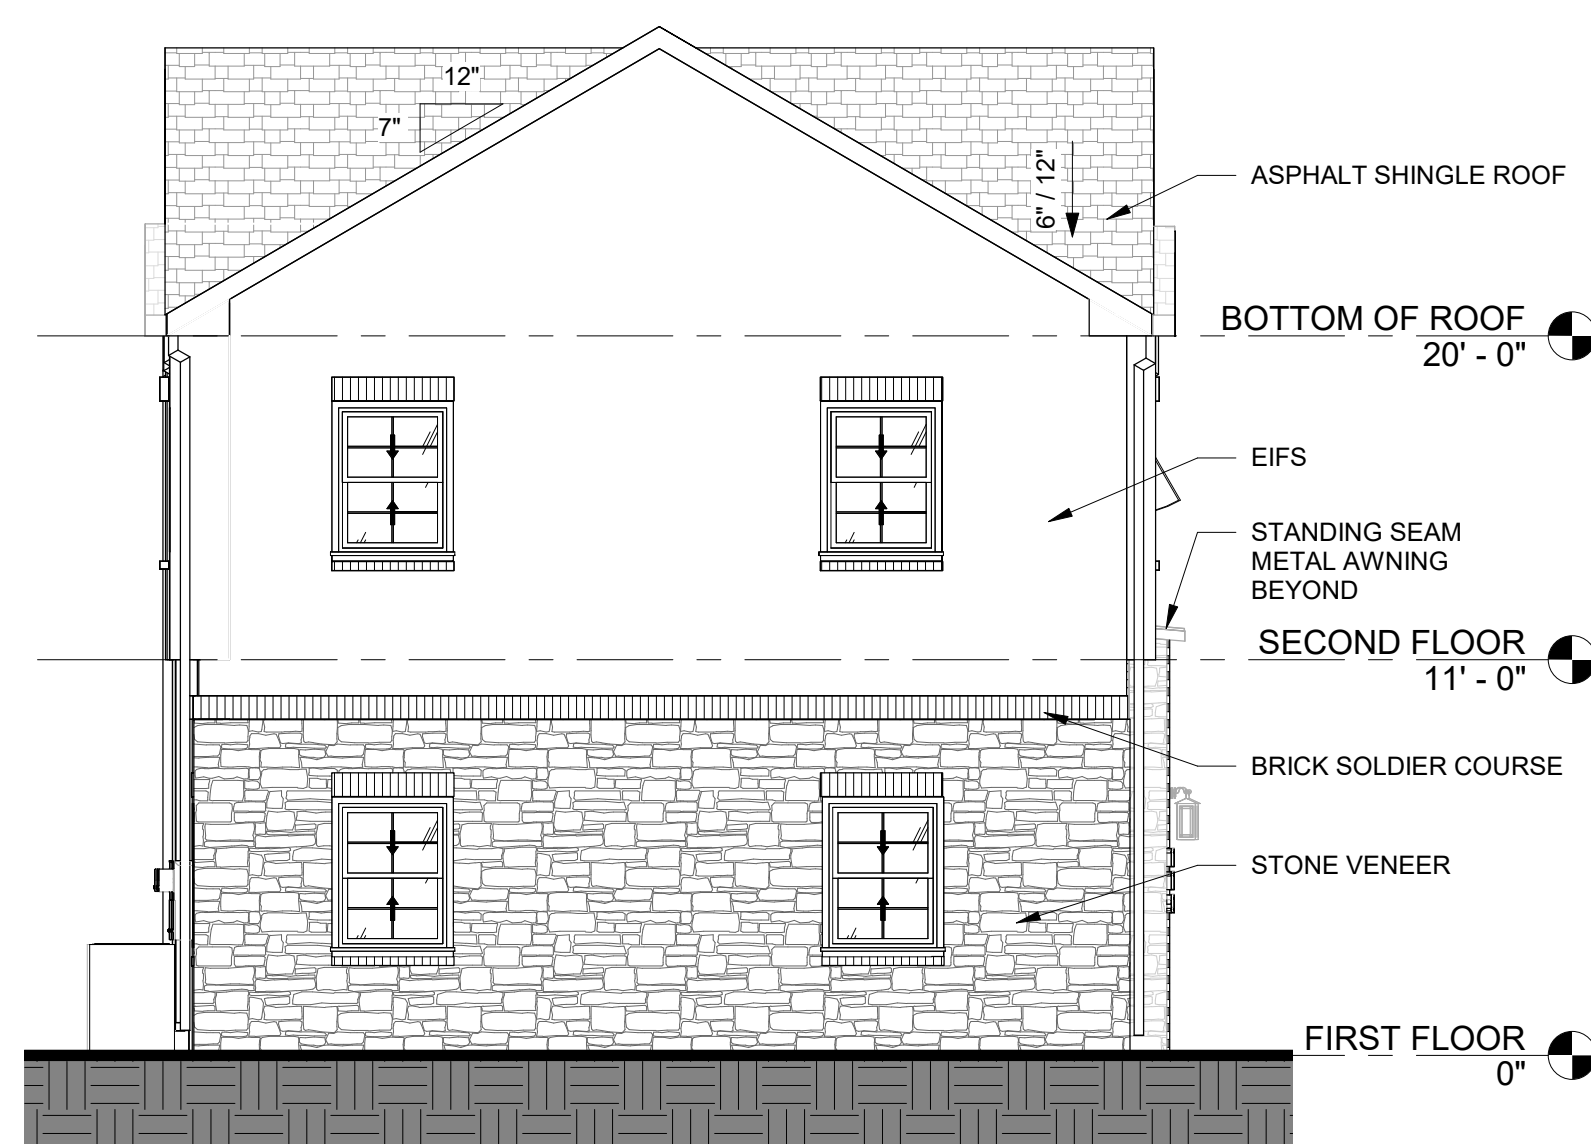 12"
7"
6" / 12"
ASPHALT SHINGLE ROOF
BOTTOM OF ROOF
20' - 0"
EIFS
STANDING SEAM
METAL AWNING
BEYOND
SECOND FLOOR
11' - 0"
BRICK SOLDIER COURSE
STONE VENEER
FIRST FLOOR
0"